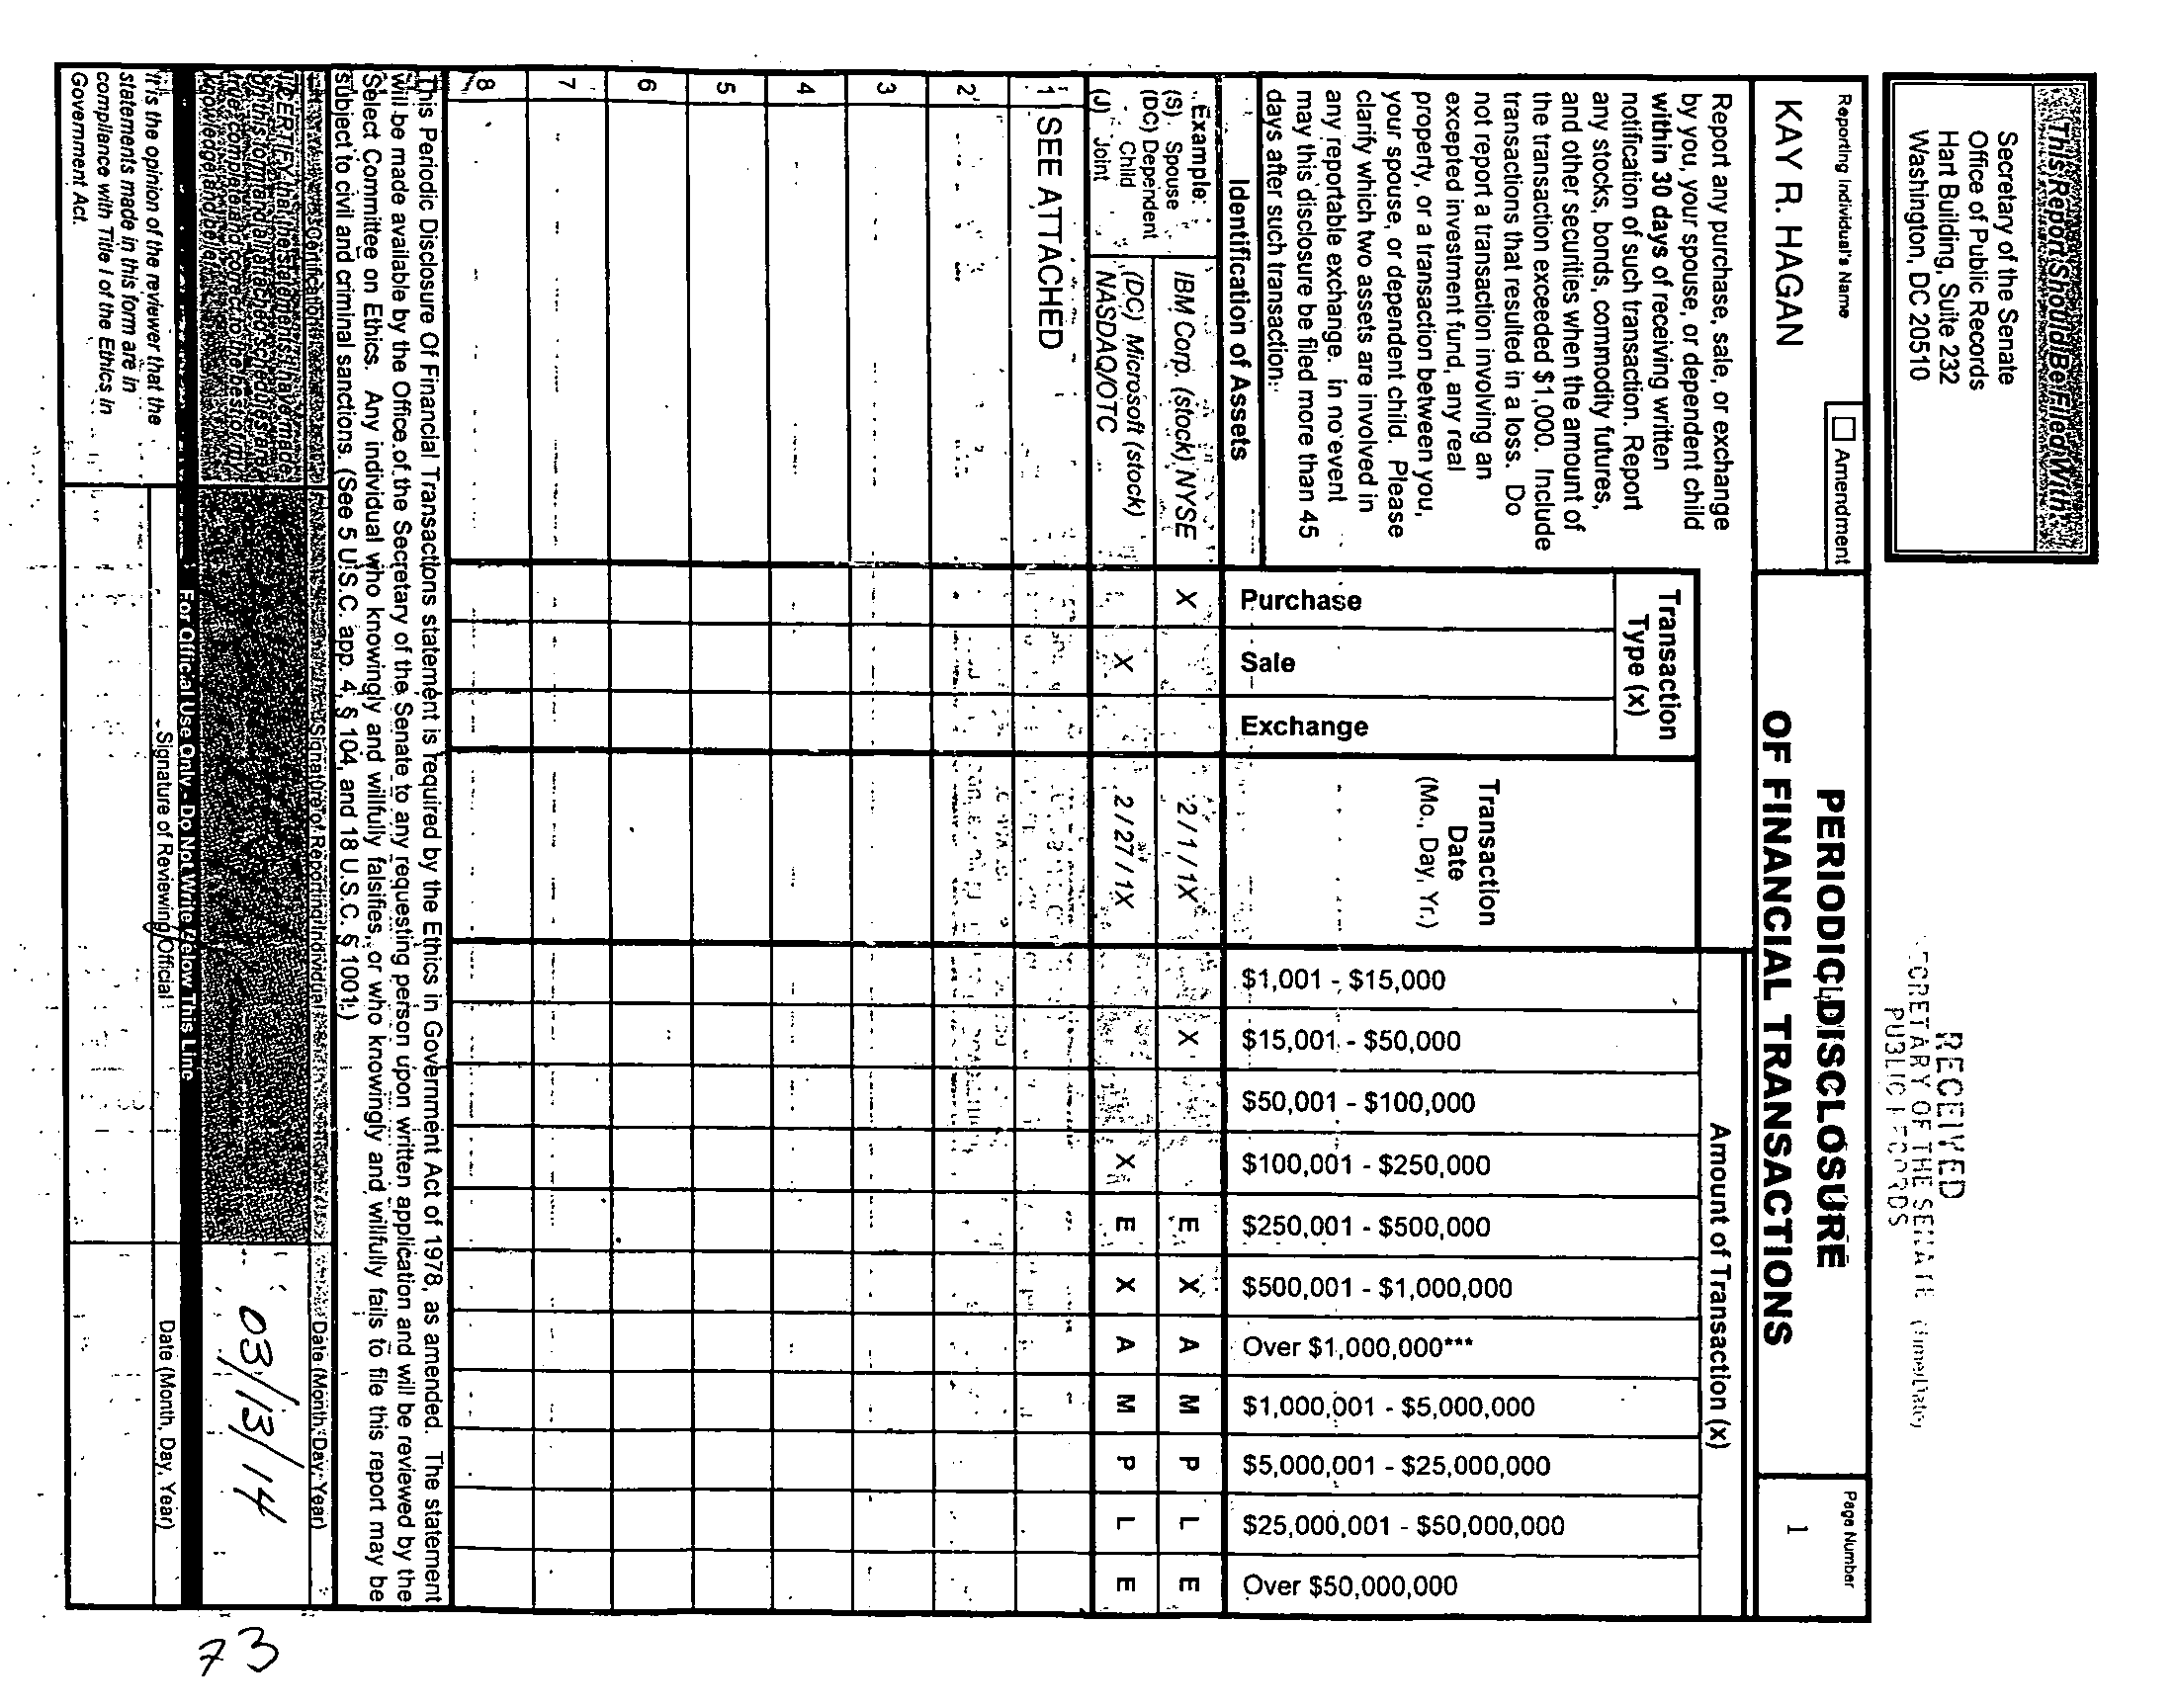 This Report Should Be Filed With:
Secretary of the Senate
Office of Public Records
Hart Building, Suite 232
Washington, DC 20510
RECEIVED
SECRETARY OF THE SENATE
PUBLIC RECORDS
Reporting Individual's Name
Amendment
KAY R. HAGAN
PERIODIC DISCLOSURE
OF FINANCIAL TRANSACTIONS
Page Number
1
Report any purchase, sale, or exchange
by you, your spouse, or dependent child
within 30 days of receiving written
notification of such transaction. Report
any stocks, bonds, commodity futures,
and other securities when the amount of
the transaction exceeded $1,000. Include
transactions that resulted in a loss. Do
not report a transaction involving an
excepted investment fund, any real
property, or a transaction between you,
your spouse, or dependent child. Please
clarify which two assets are involved in
any reportable exchange. in no event
may this disclosure be filed more than 45
days after such transaction:
Transaction
Type (x)
Purchase
Sale
Exchange
Transaction
Date
(Mo., Day, Yr.)
Amount of Transaction (x)
$1,001 - $15,000
$15,001 - $50,000
$50,001 - $100,000
$100,001 - $250,000
$250,001 - $500,000
$500,001 - $1,000,000
Over $1,000,000***
$1,000,001 - $5,000,000
$5,000,001 - $25,000,000
$25,000,001 - $50,000,000
Over $50,000,000
Identification of Assets
Example:
(S) Spouse
(DC) Dependent
Child
(J) Joint
IBM Corp. (stock) NYSE X 2/1/1X X E X A M P L E
(DC) Microsoft (stock)
NASDAQ/OTC X 2/27/1X X E X A M P L E
1 SEE ATTACHED
2
3
4
5
6
7
8
This Periodic Disclosure Of Financial Transactions statement is required by the Ethics in Government Act of 1978, as amended. The statement
will be made available by the Office of the Secretary of the Senate to any requesting person upon written application and will be reviewed by the
Select Committee on Ethics. Any individual who knowingly and willfully falsifies, or who knowingly and willfully fails to file this report may be
subject to civil and criminal sanctions. (See 5 U.S.C. app. 4, § 104, and 18 U.S.C. § 1001.)
Certification
Signature of Reporting Individual
Date (Month, Day, Year)
I CERTIFY that the statements I have made
on this form and all attached schedules are
true, complete and correct to the best of my
knowledge and belief.
03/13/14
For Official Use Only - Do Not Write Below This Line
It is the opinion of the reviewer that the
statements made in this form are in
compliance with Title I of the Ethics in
Government Act.
Signature of Reviewing Official
Date (Month, Day, Year)
73